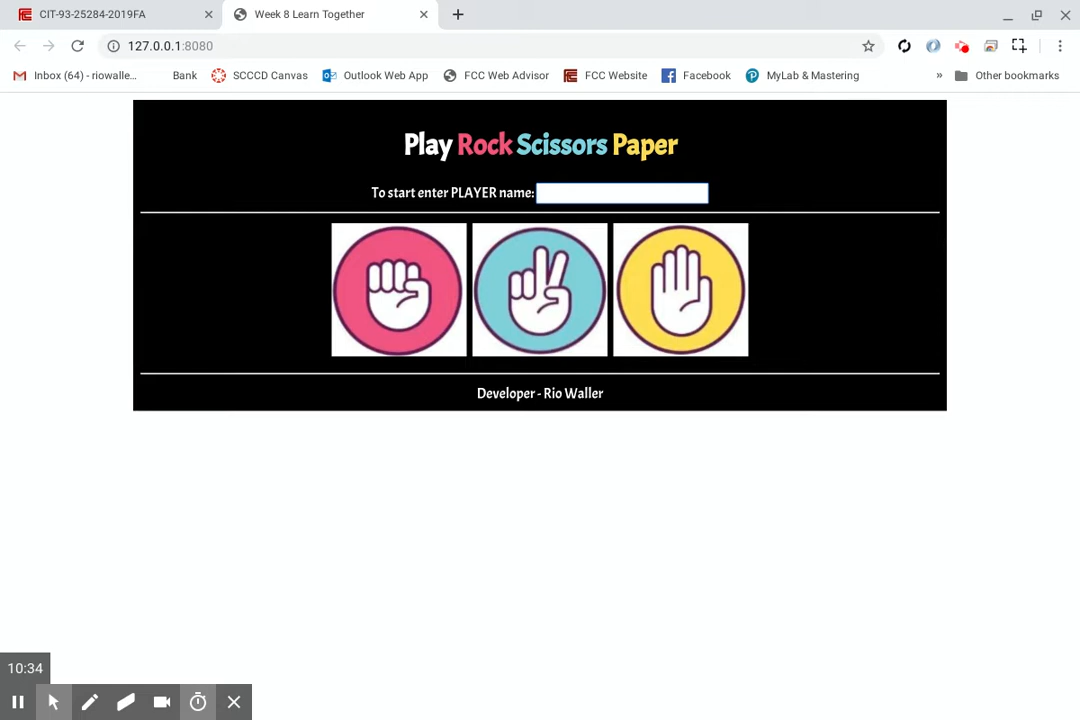 CIT-93-25284-2019FA
Week 8 Learn Together
127.0.0.1:8080
Inbox (64) - riowalle...
Bank
SCCCD Canvas
Outlook Web App
FCC Web Advisor
FCC Website
Facebook
MyLab & Mastering
»
Other bookmarks
Play Rock Scissors Paper
To start enter PLAYER name:
Developer - Rio Waller
10:34